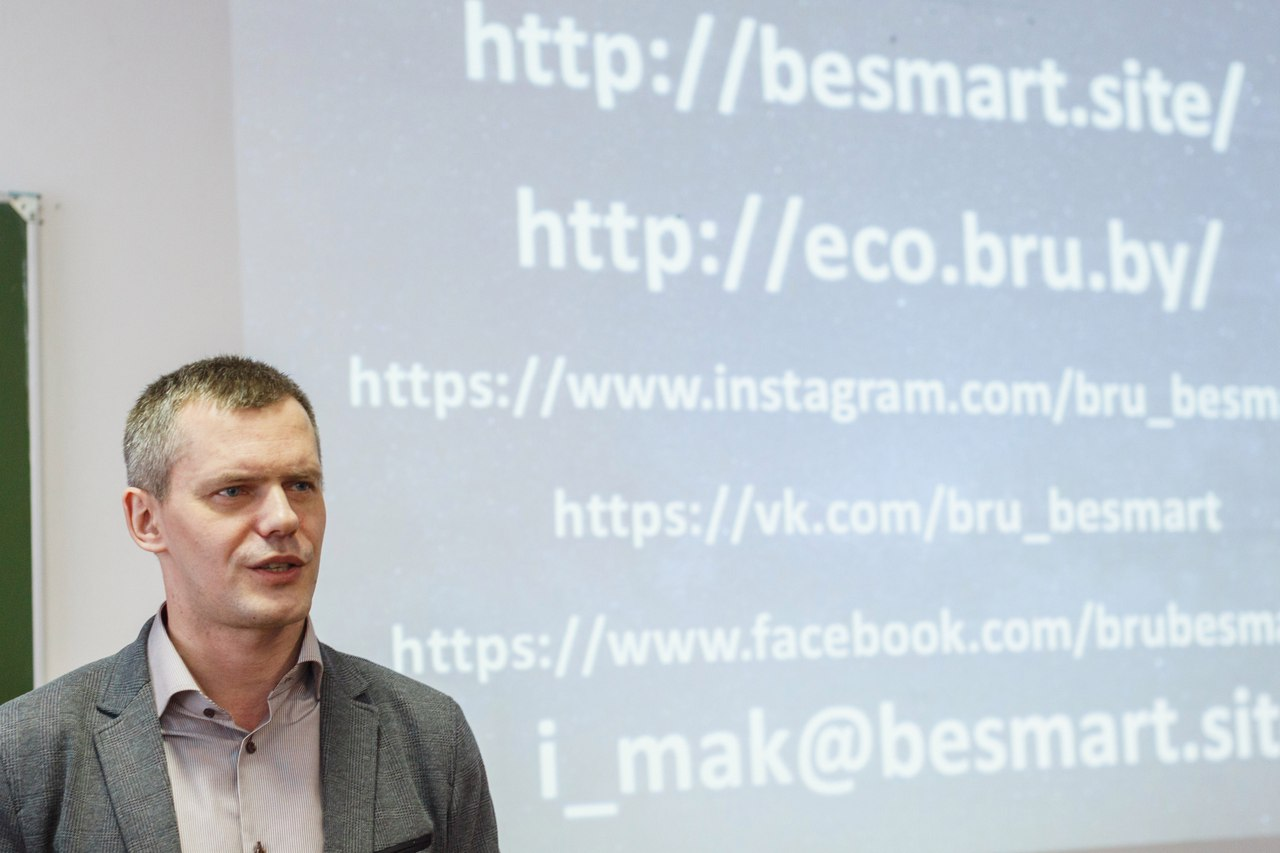 http://besmart.site/
http://eco.bru.by/
https://www.instagram.com/bru_besm
https://vk.com/bru_besmart
https://www.facebook.com/brubesm
i_mak@besmart.sit